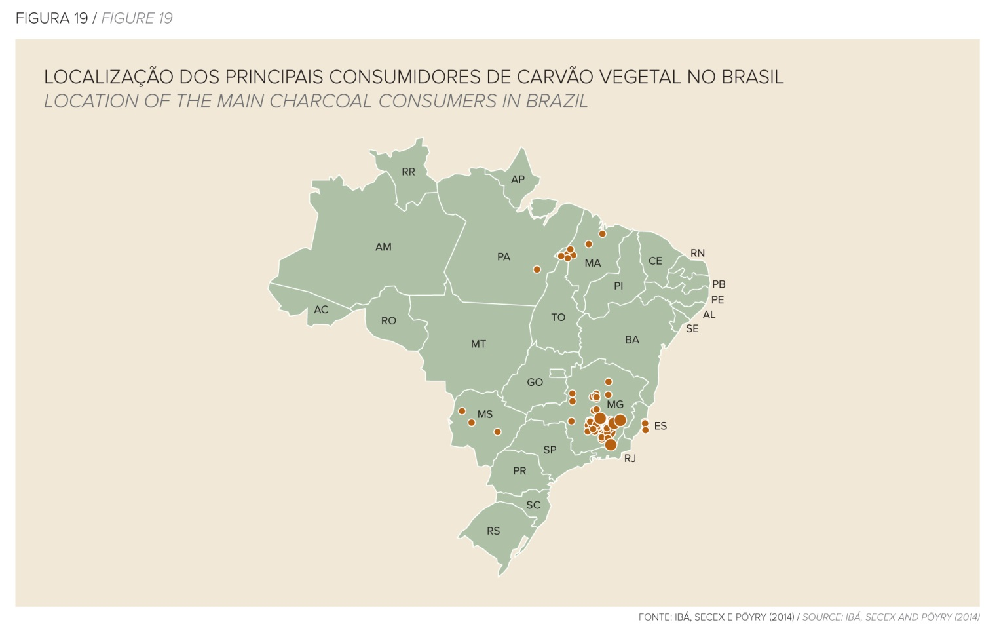 FIGURA 19 / FIGURE 19
LOCALIZAÇÃO DOS PRINCIPAIS CONSUMIDORES DE CARVÃO VEGETAL NO BRASIL
LOCATION OF THE MAIN CHARCOAL CONSUMERS IN BRAZIL
RR
AP
AM
PA
MA
CE
RN
PI
PB
PE
AC
RO
TO
AL
SE
MT
BA
GO
MG
MS
ES
SP
RJ
PR
SC
RS
FONTE: IBÁ, SECEX E PÖYRY (2014) / SOURCE: IBÁ, SECEX AND PÖYRY (2014)